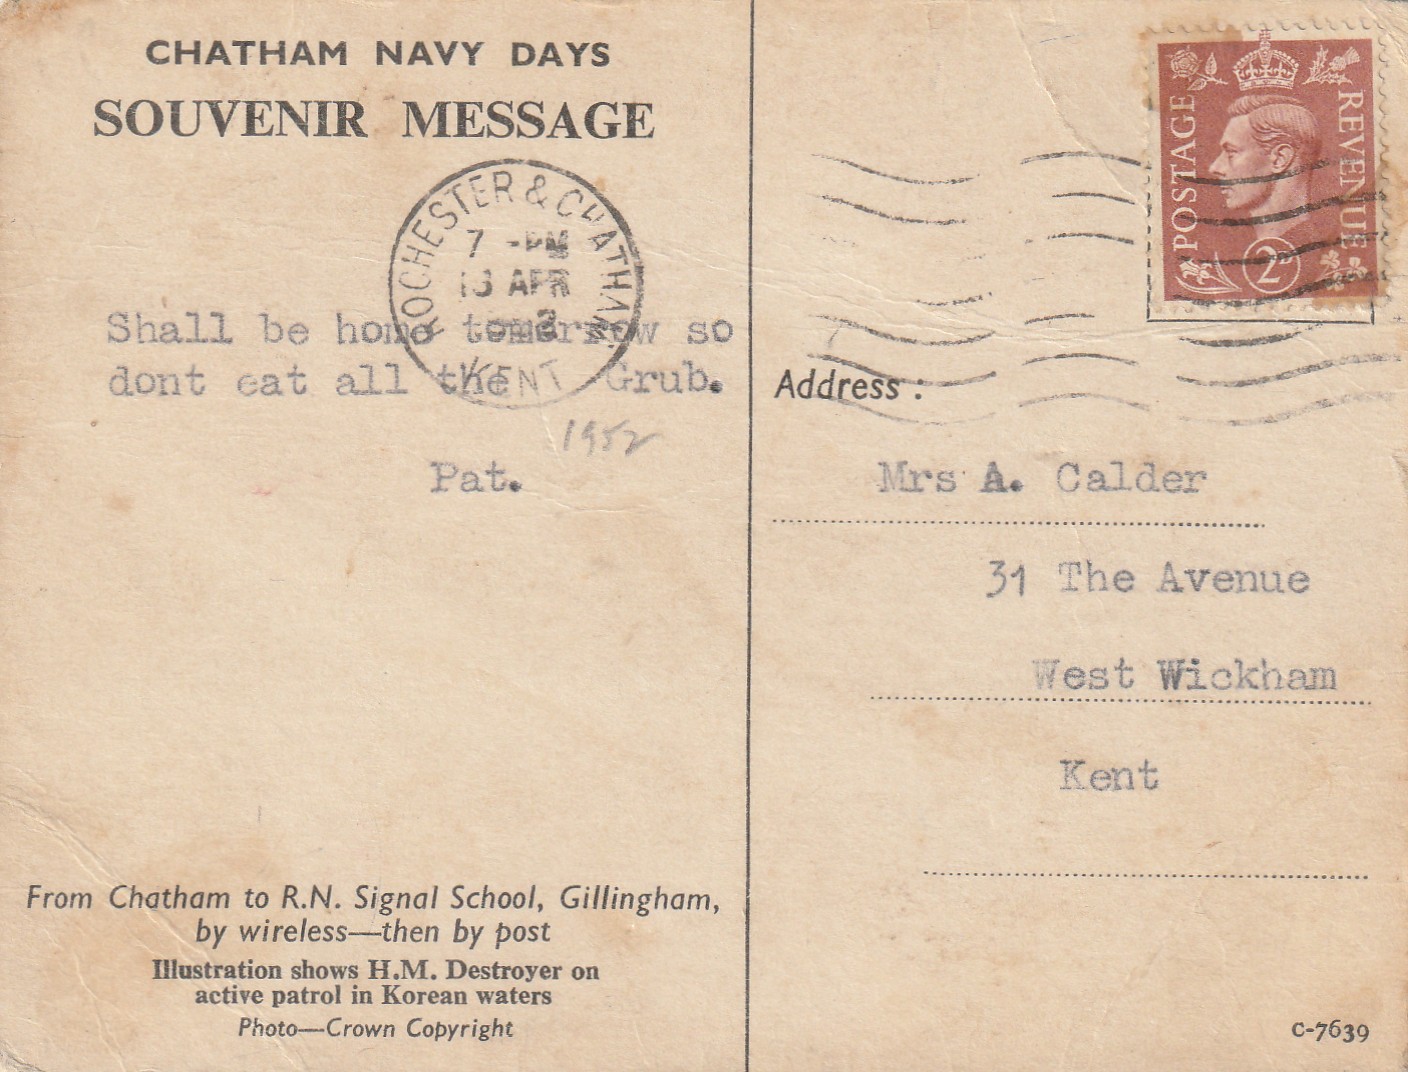 CHATHAM NAVY DAYS
SOUVENIR MESSAGE
ROCHESTER & CHATHAM
7 -PM
APR
KENT
Shall be home tomorrow so
dont eat all the Grub.
1952
Pat.
From Chatham to R.N. Signal School, Gillingham,
by wireless—then by post
Illustration shows H.M. Destroyer on
active patrol in Korean waters
Photo—Crown Copyright
POSTAGE
REVENUE
2D
Address :
Mrs A. Calder
31 The Avenue
West Wickham
Kent
C-7639